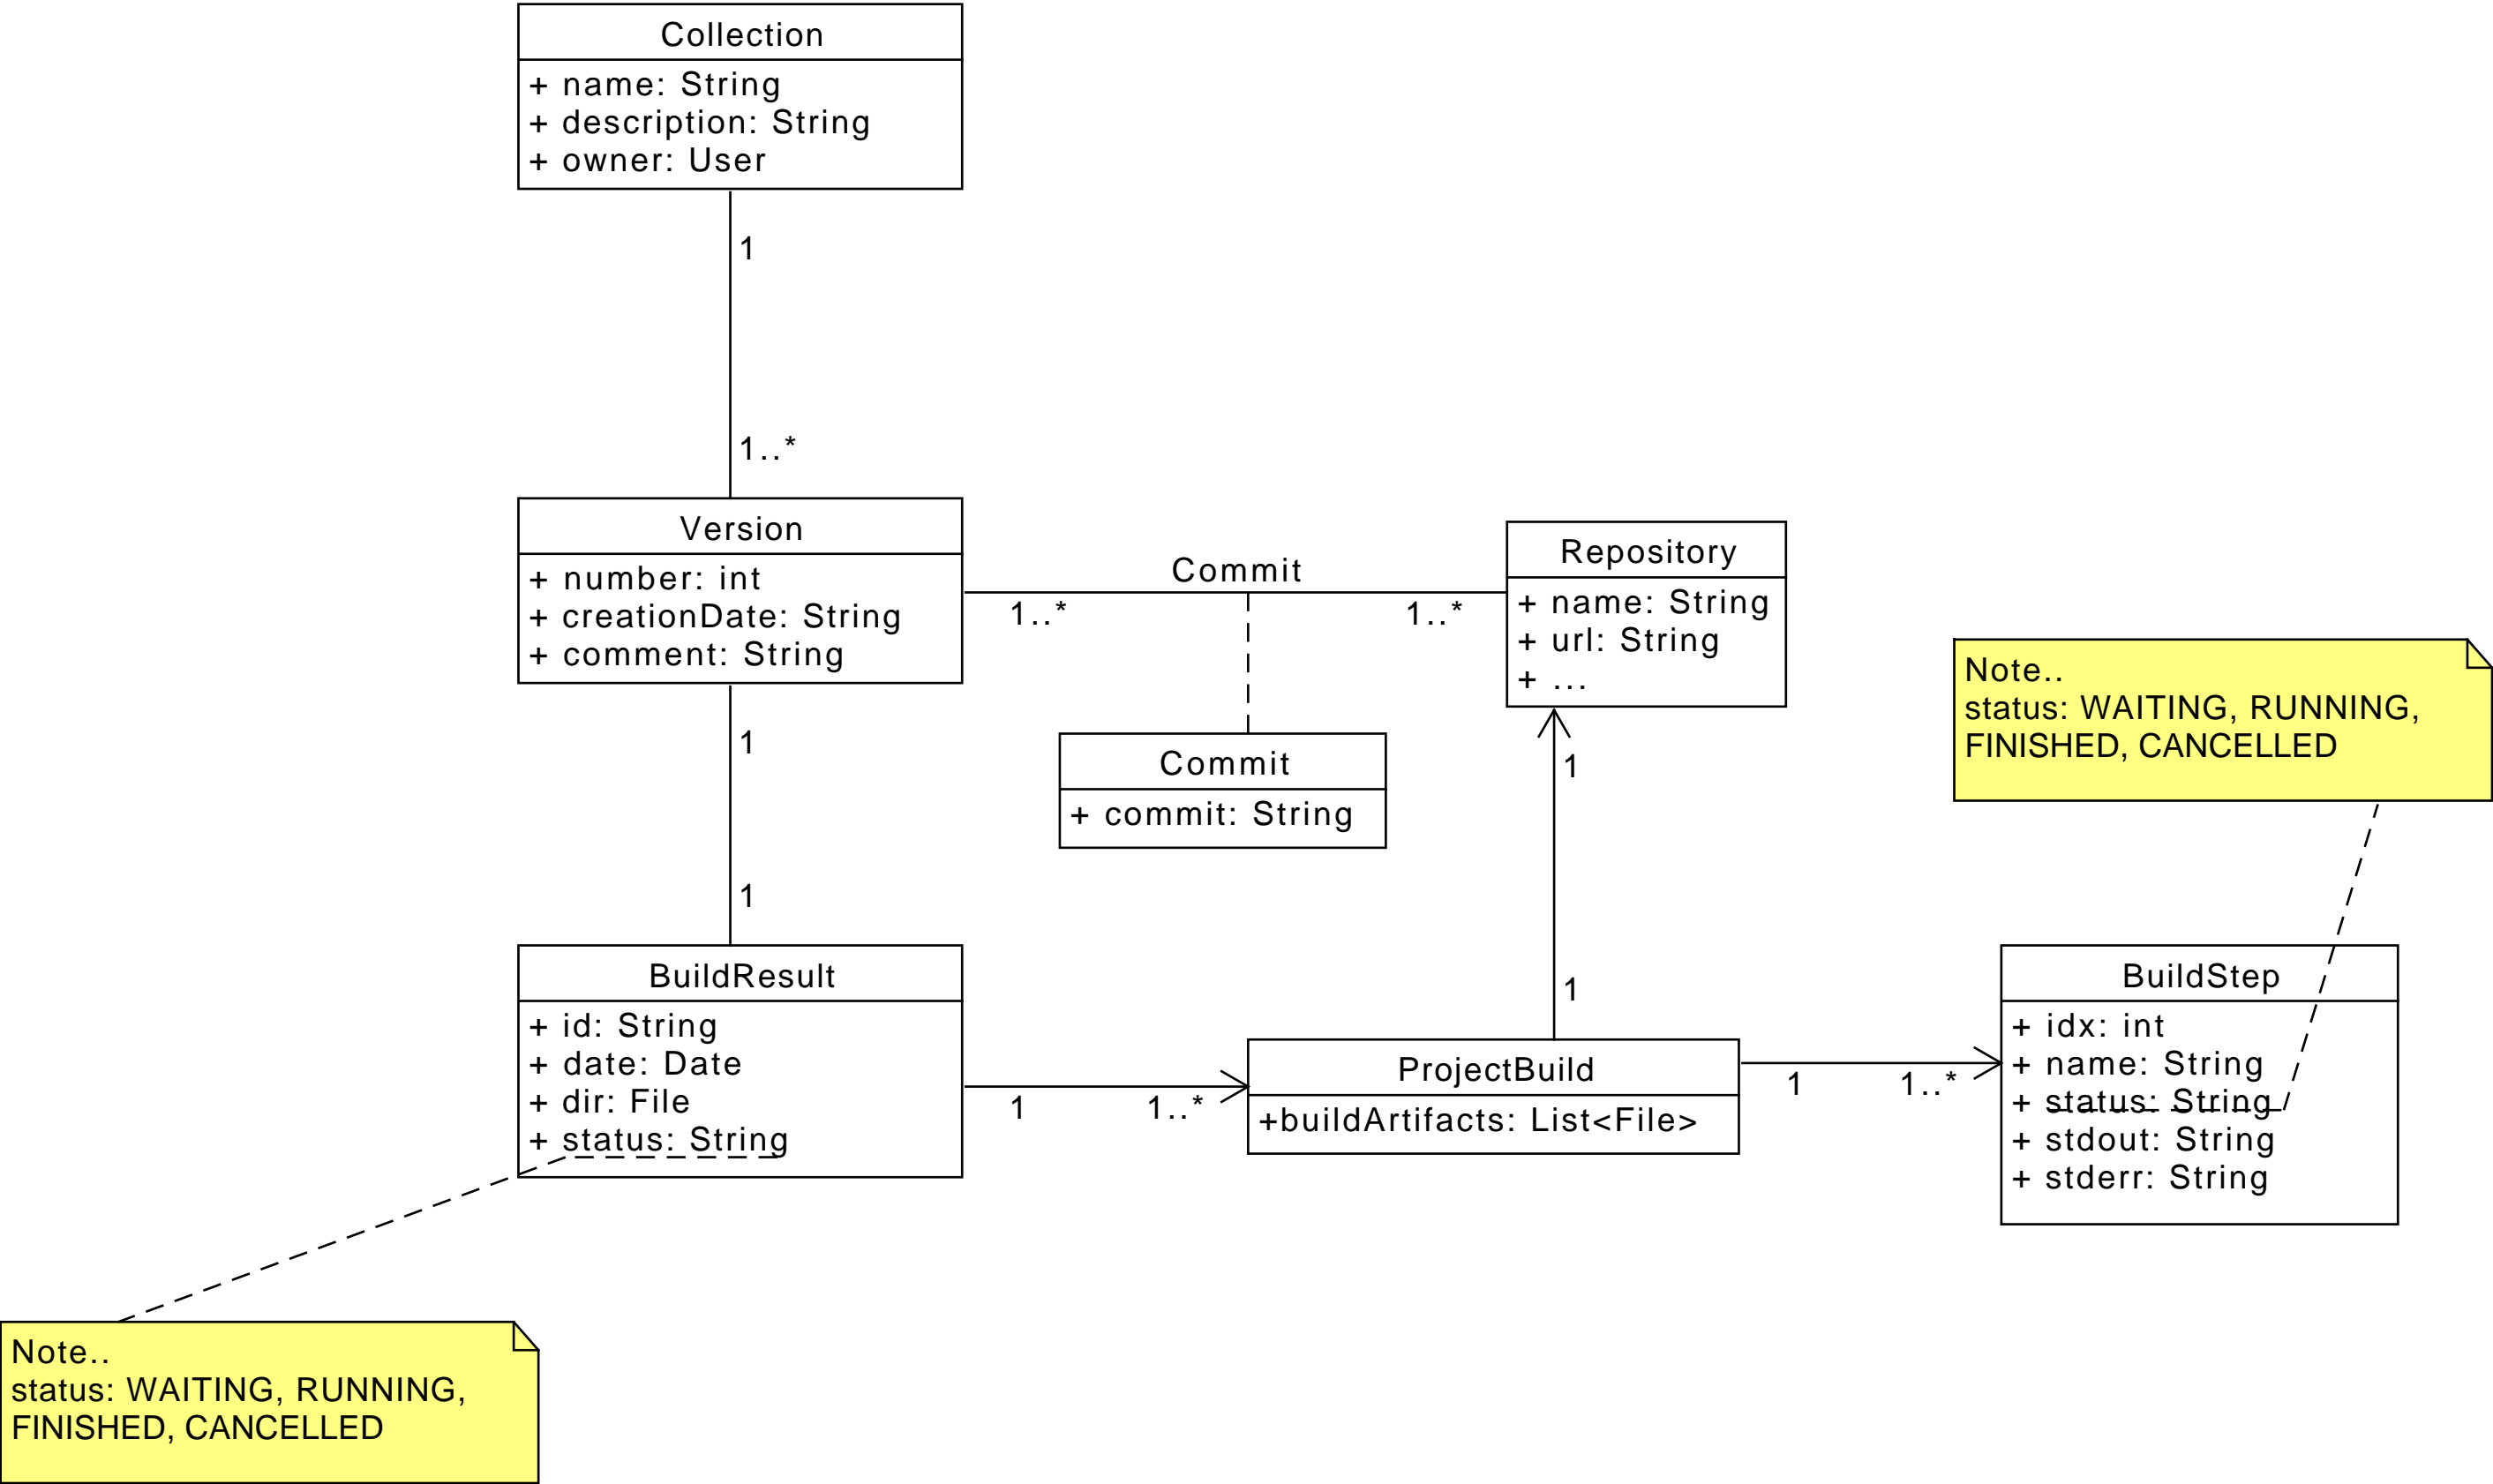 Collection
+ name: String
+ description: String
+ owner: User
1
1..*
Version
+ number: int
+ creationDate: String
+ comment: String
Commit
1..*
1..*
Repository
+ name: String
+ url: String
+ ...
Commit
+ commit: String
Note..
status: WAITING, RUNNING,
FINISHED, CANCELLED
1
1
1
1
BuildResult
+ id: String
+ date: Date
+ dir: File
+ status: String
1
1..*
ProjectBuild
+buildArtifacts: List<File>
1
1..*
BuildStep
+ idx: int
+ name: String
+ status: String
+ stdout: String
+ stderr: String
Note..
status: WAITING, RUNNING,
FINISHED, CANCELLED